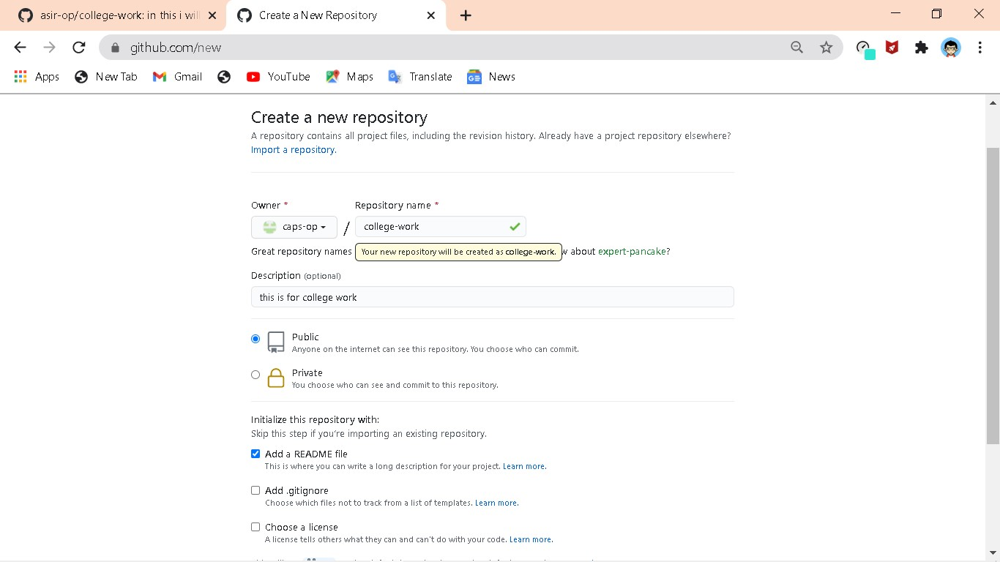 asir-op/college-work: in this i will
Create a New Repository
github.com/new
Apps
New Tab
Gmail
YouTube
Maps
Translate
News
Create a new repository
A repository contains all project files, including the revision history. Already have a project repository elsewhere?
Import a repository.
Owner * Repository name *
caps-op / college-work
Great repository names Your new repository will be created as college-work. w about expert-pancake?
Description (optional)
this is for college work
Public
Anyone on the internet can see this repository. You choose who can commit.
Private
You choose who can see and commit to this repository.
Initialize this repository with:
Skip this step if you're importing an existing repository.
Add a README file
This is where you can write a long description for your project. Learn more.
Add .gitignore
Choose which files not to track from a list of templates. Learn more.
Choose a license
A license tells others what they can and can't do with your code. Learn more.